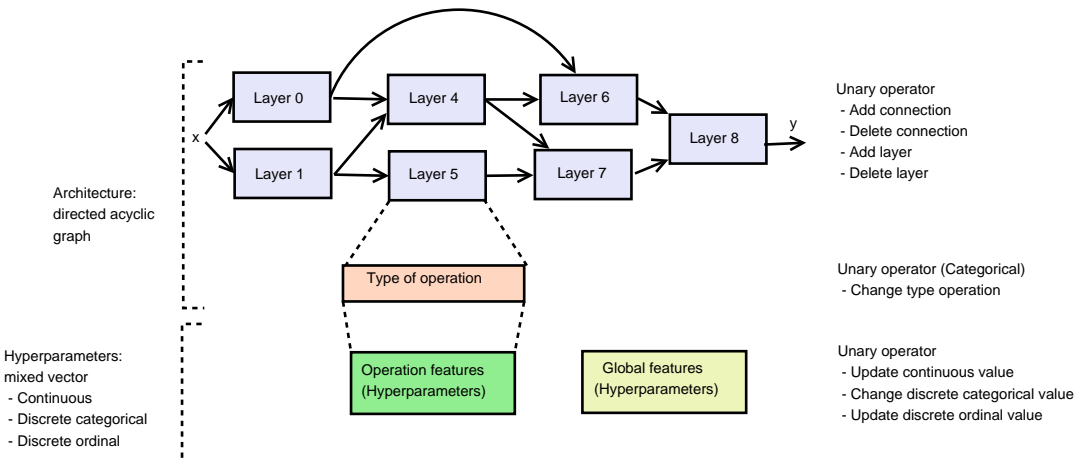 Layer 0
Layer 4
Layer 6
x
Layer 8
y
Layer 1
Layer 5
Layer 7
Unary operator
- Add connection
- Delete connection
- Add layer
- Delete layer
Architecture:
directed acyclic
graph
Type of operation
Unary operator (Categorical)
- Change type operation
Hyperparameters:
mixed vector
- Continuous
- Discrete categorical
- Discrete ordinal
Operation features
(Hyperparameters)
Global features
(Hyperparameters)
Unary operator
- Update continuous value
- Change discrete categorical value
- Update discrete ordinal value